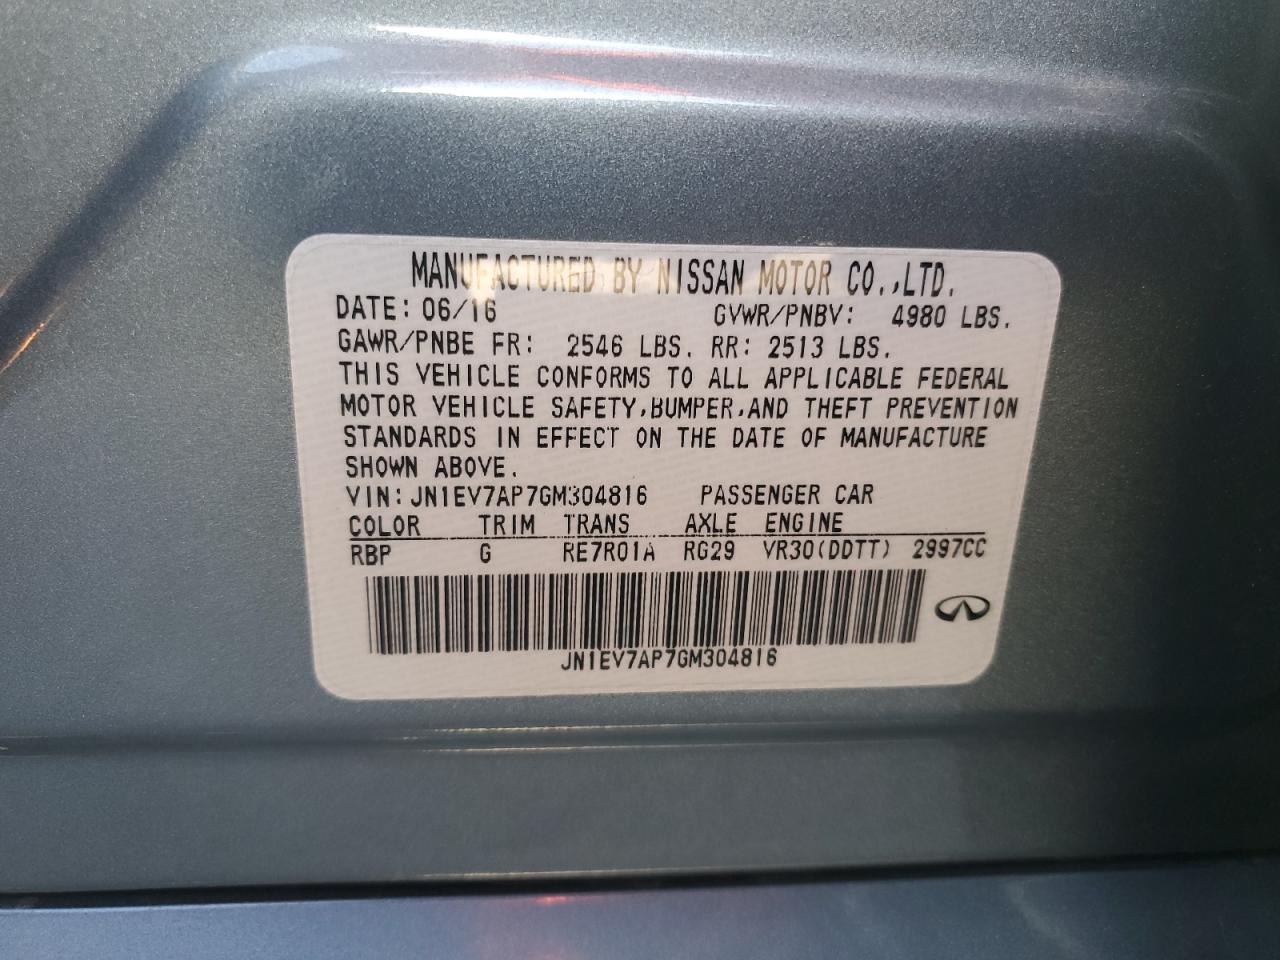 MANUFACTURED BY NISSAN MOTOR CO.,LTD.
DATE: 06/16 GVWR/PNBV: 4980 LBS.
GAWR/PNBE FR: 2546 LBS. RR: 2513 LBS.
THIS VEHICLE CONFORMS TO ALL APPLICABLE FEDERAL
MOTOR VEHICLE SAFETY,BUMPER,AND THEFT PREVENTION
STANDARDS IN EFFECT ON THE DATE OF MANUFACTURE
SHOWN ABOVE.
VIN:JN1EV7AP7GM304816 PASSENGER CAR
COLOR TRIM TRANS AXLE ENGINE
RBP G RE7R01A RG29 VR30(DDTT) 2997CC
JN1EV7AP7GM304816